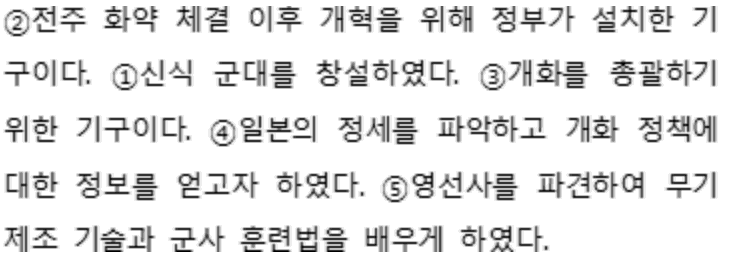 ②전주 화약 체결 이후 개혁을 위해 정부가 설치한 기
구이다. ①신식 군대를 창설하였다. ③개화를 총괄하기
위한 기구이다. ④일본의 정세를 파악하고 개화 정책에
대한 정보를 얻고자 하였다. ⑤영선사를 파견하여 무기
제조 기술과 군사 훈련법을 배우게 하였다.